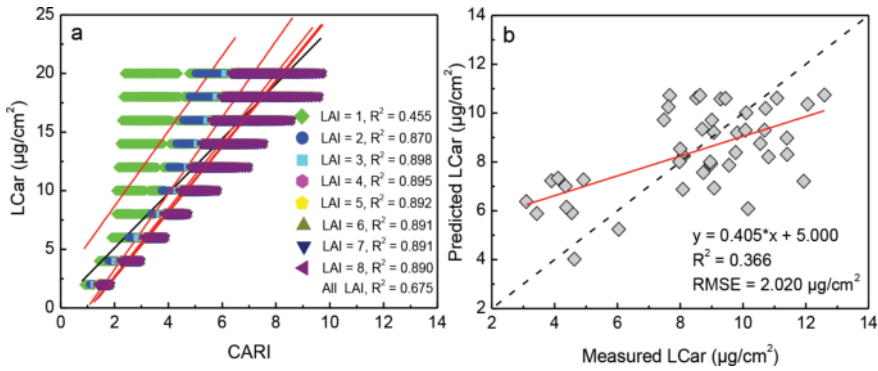 a
LCar (µg/cm²)
25
20
15
10
5
0
0 2 4 6 8 10 12 14
CARI
LAI = 1, R² = 0.455
LAI = 2, R² = 0.870
LAI = 3, R² = 0.898
LAI = 4, R² = 0.895
LAI = 5, R² = 0.892
LAI = 6, R² = 0.891
LAI = 7, R² = 0.891
LAI = 8, R² = 0.890
All LAI, R² = 0.675
b
Predicted LCar (µg/cm²)
14
12
10
8
6
4
2
2 4 6 8 10 12 14
Measured LCar (µg/cm²)
y = 0.405*x + 5.000
R² = 0.366
RMSE = 2.020 µg/cm²